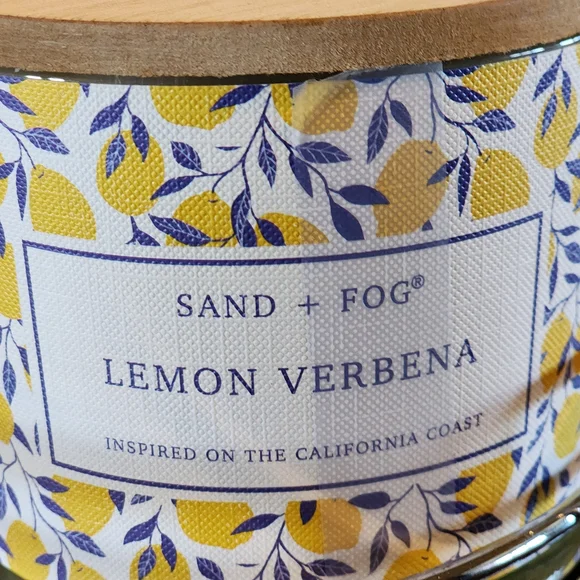 SAND + FOG®
LEMON VERBENA
INSPIRED ON THE CALIFORNIA COAST